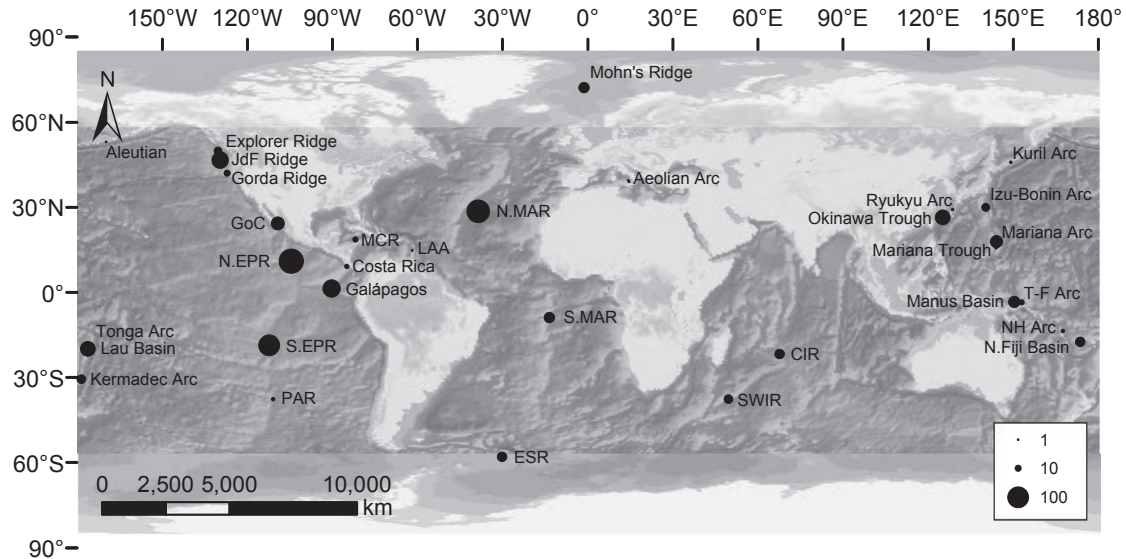 150°W 120°W 90°W 60°W 30°W 0° 30°E 60°E 90°E 120°E 150°E 180°
90°
Mohn's Ridge
N
60°N
Explorer Ridge
Aleutian
JdF Ridge
Kuril Arc
Gorda Ridge
Aeolian Arc
Ryukyu Arc
Izu-Bonin Arc
30°N
N.MAR
Okinawa Trough
GoC
MCR
LAA
Mariana Arc
Mariana Trough
N.EPR
Costa Rica
0°
Galápagos
Manus Basin
T-F Arc
S.MAR
Tonga Arc
NH Arc
Lau Basin
S.EPR
CIR
N.Fiji Basin
30°S
Kermadec Arc
PAR
SWIR
ESR
60°S
1
10
100
0 2,500 5,000 10,000
km
90°